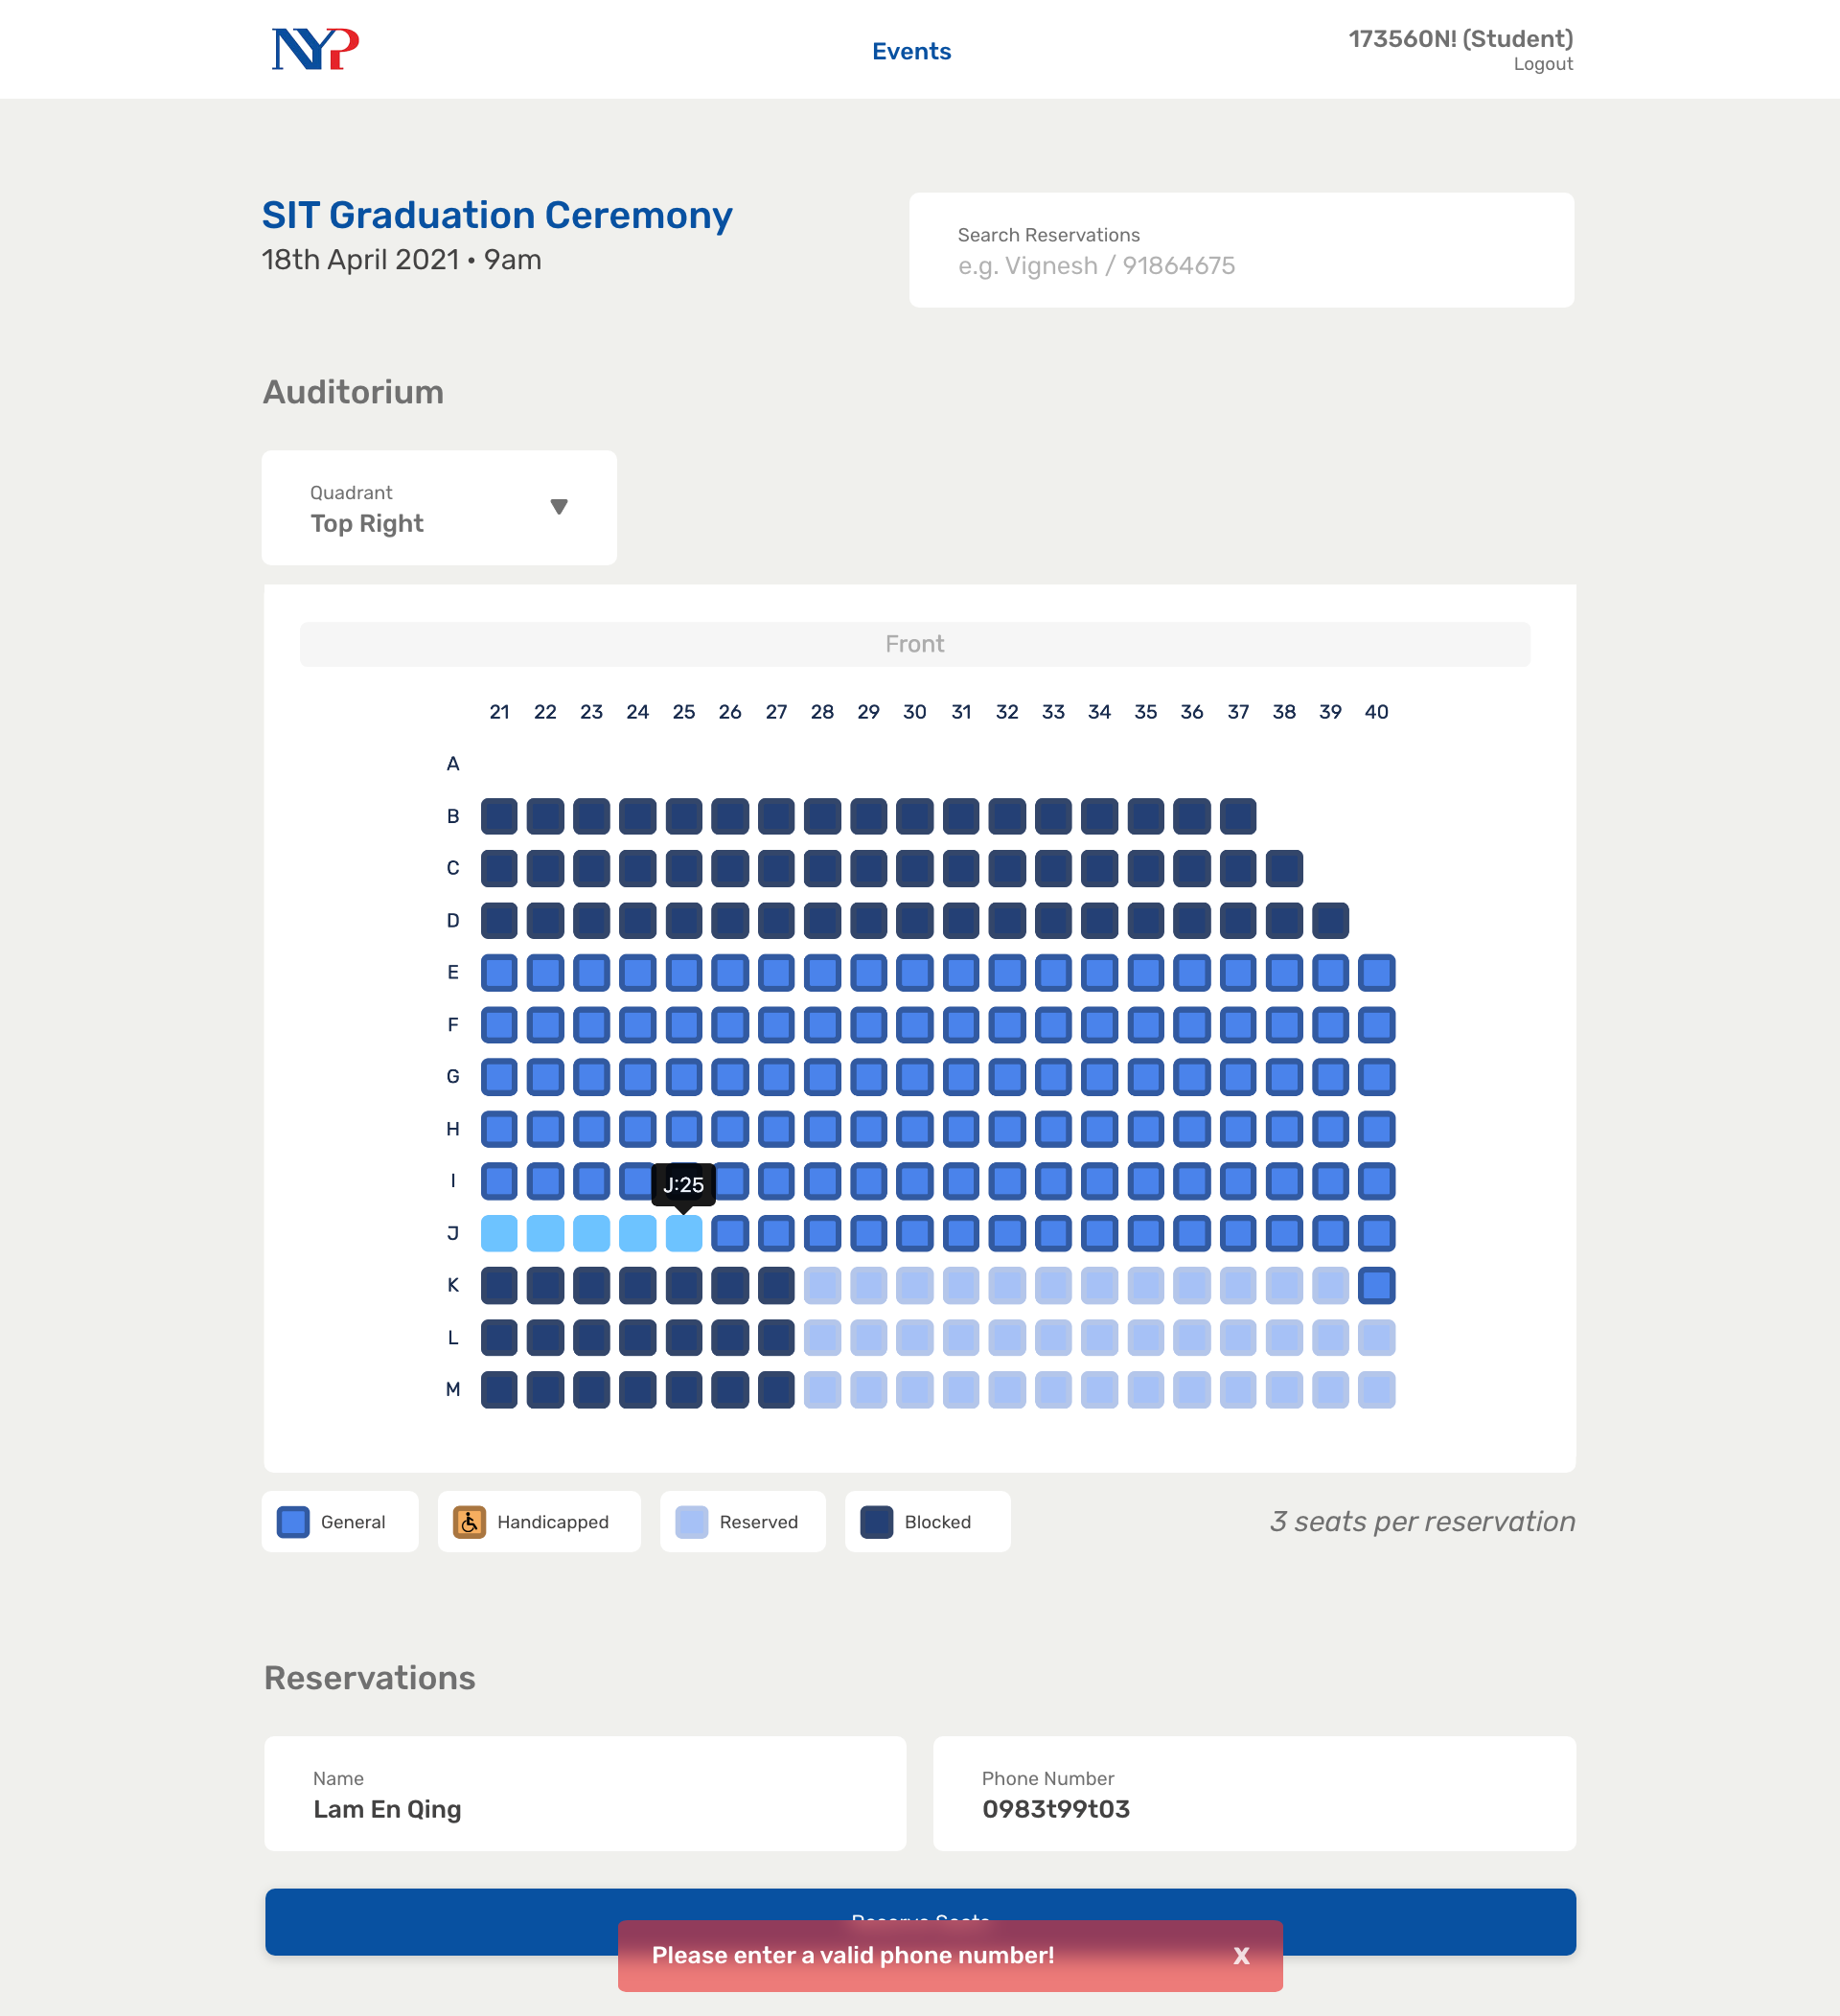 NYP
Events
173560N! (Student)
Logout
SIT Graduation Ceremony
18th April 2021 • 9am
Search Reservations
e.g. Vignesh / 91864675
Auditorium
Quadrant
Top Right
Front
21 22 23 24 25 26 27 28 29 30 31 32 33 34 35 36 37 38 39 40
A
B
C
D
E
F
G
H
I
J:25
J
K
L
M
General
Handicapped
Reserved
Blocked
3 seats per reservation
Reservations
Name
Lam En Qing
Phone Number
0983t99t03
Reserve Seats
Please enter a valid phone number!
X